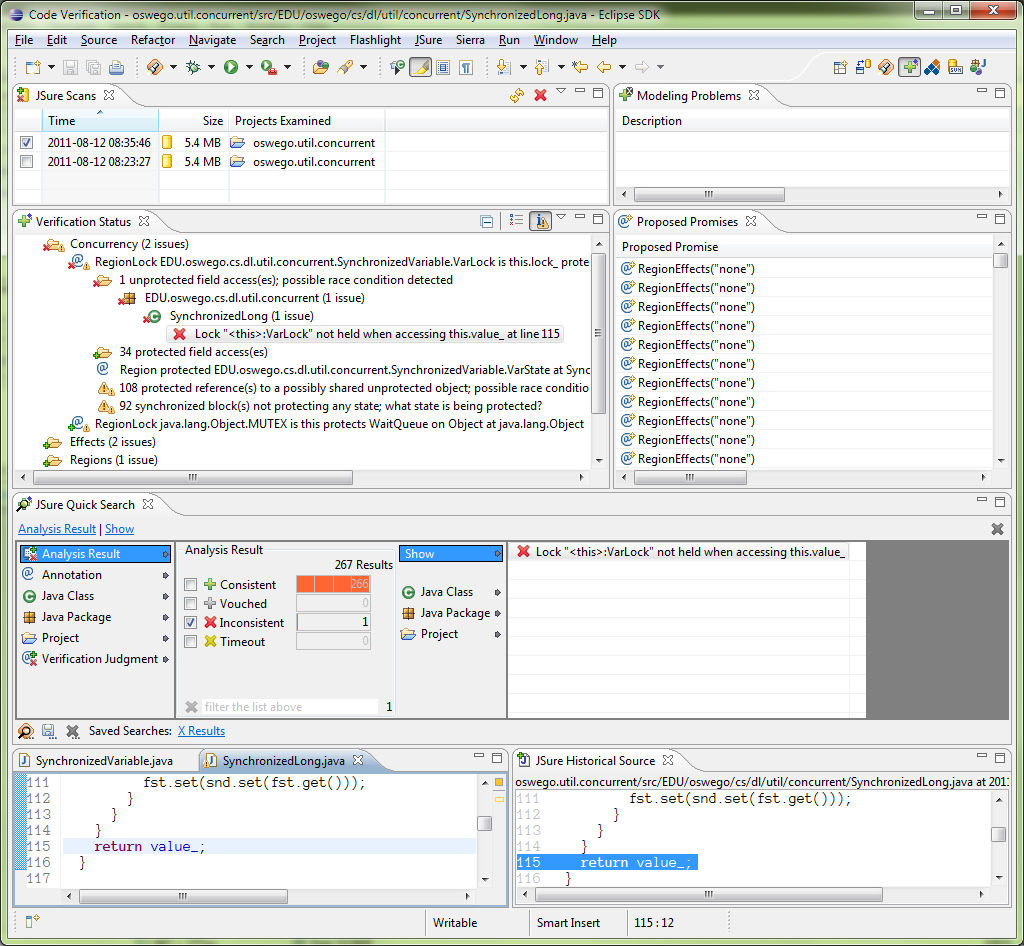 Code Verification - oswego.util.concurrent/src/EDU/oswego/cs/dl/util/concurrent/SynchronizedLong.java - Eclipse SDK
File Edit Source Refactor Navigate Search Project Flashlight JSure Sierra Run Window Help
JSure Scans
Time Size Projects Examined
2011-08-12 08:35:46 5.4 MB oswego.util.concurrent
2011-08-12 08:23:27 5.4 MB oswego.util.concurrent
Modeling Problems
Description
Verification Status
Concurrency (2 issues)
RegionLock EDU.oswego.cs.dl.util.concurrent.SynchronizedVariable.VarLock is this.lock_ prote
1 unprotected field access(es); possible race condition detected
EDU.oswego.cs.dl.util.concurrent (1 issue)
SynchronizedLong (1 issue)
Lock "<this>:VarLock" not held when accessing this.value_ at line 115
34 protected field access(es)
Region protected EDU.oswego.cs.dl.util.concurrent.SynchronizedVariable.VarState at Sync
108 protected reference(s) to a possibly shared unprotected object; possible race conditio
92 synchronized block(s) not protecting any state; what state is being protected?
RegionLock java.lang.Object.MUTEX is this protects WaitQueue on Object at java.lang.Object
Effects (2 issues)
Regions (1 issue)
Proposed Promises
Proposed Promise
RegionEffects("none")
RegionEffects("none")
RegionEffects("none")
RegionEffects("none")
RegionEffects("none")
RegionEffects("none")
RegionEffects("none")
RegionEffects("none")
RegionEffects("none")
RegionEffects("none")
RegionEffects("none")
JSure Quick Search
Analysis Result | Show
Analysis Result
Annotation
Java Class
Java Package
Project
Verification Judgment
Analysis Result
267 Results
Consistent 266
Vouched 0
Inconsistent 1
Timeout 0
filter the list above 1
Show
Java Class
Java Package
Project
Lock "<this>:VarLock" not held when accessing this.value_
Saved Searches: X Results
SynchronizedVariable.java SynchronizedLong.java
111 fst.set(snd.set(fst.get()));
112 }
113 }
114 }
115 return value_;
116 }
117
JSure Historical Source
oswego.util.concurrent/src/EDU/oswego/cs/dl/util/concurrent/SynchronizedLong.java at 2011
111 fst.set(snd.set(fst.get()));
112 }
113 }
114 }
115 return value_;
116 }
Writable Smart Insert 115 : 12